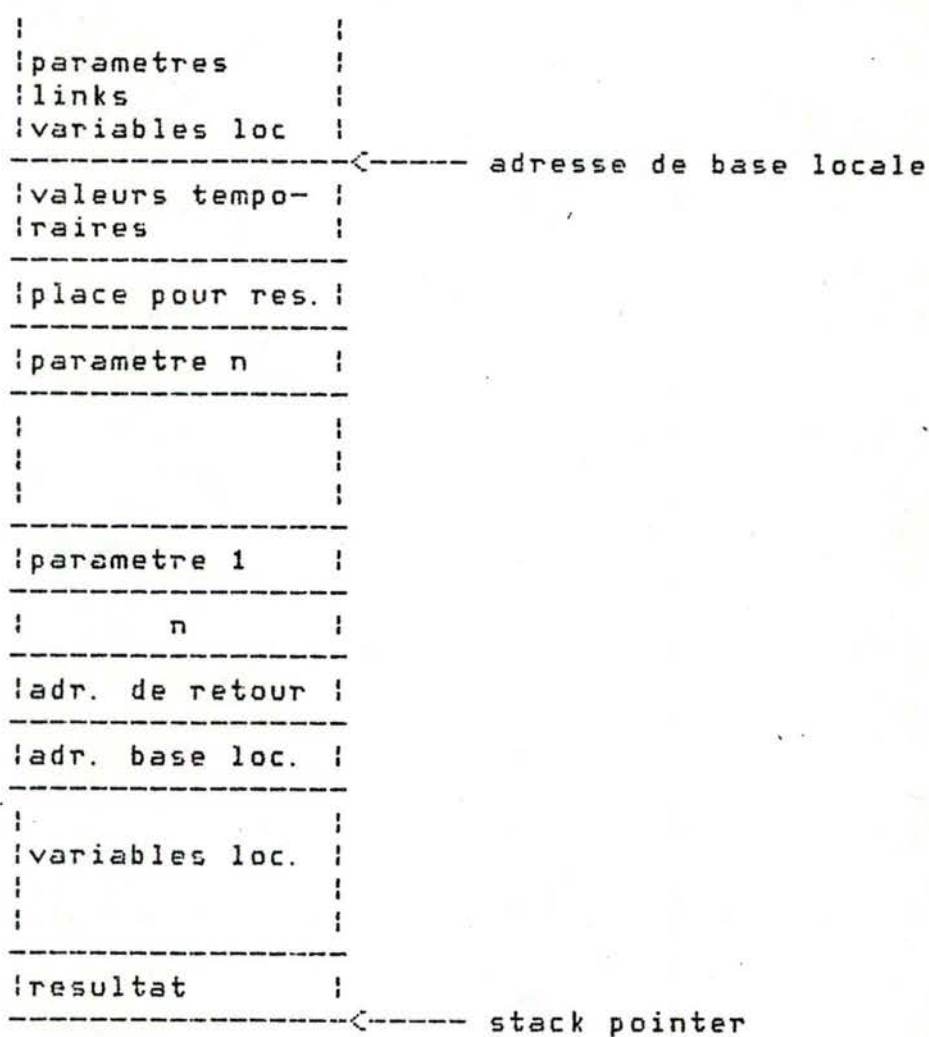 parametres
links
variables loc
<----- adresse de base locale
valeurs tempo-
raires
place pour res.
parametre n
parametre 1
n
adr. de retour
adr. base loc.
variables loc.
resultat
<----- stack pointer